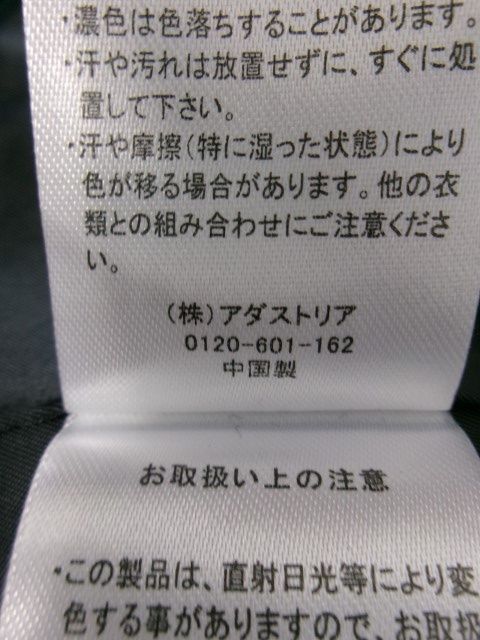 ・濃色は色落ちすることがあります。
・汗や汚れは放置せずに、すぐに処
置して下さい。
・汗や摩擦(特に湿った状態)により
色が移る場合があります。他の衣
類との組み合わせにご注意くださ
い。
(株)アダストリア
0120-601-162
中国製
お取扱い上の注意
・この製品は、直射日光等により変
色する事がありますので、お取扱